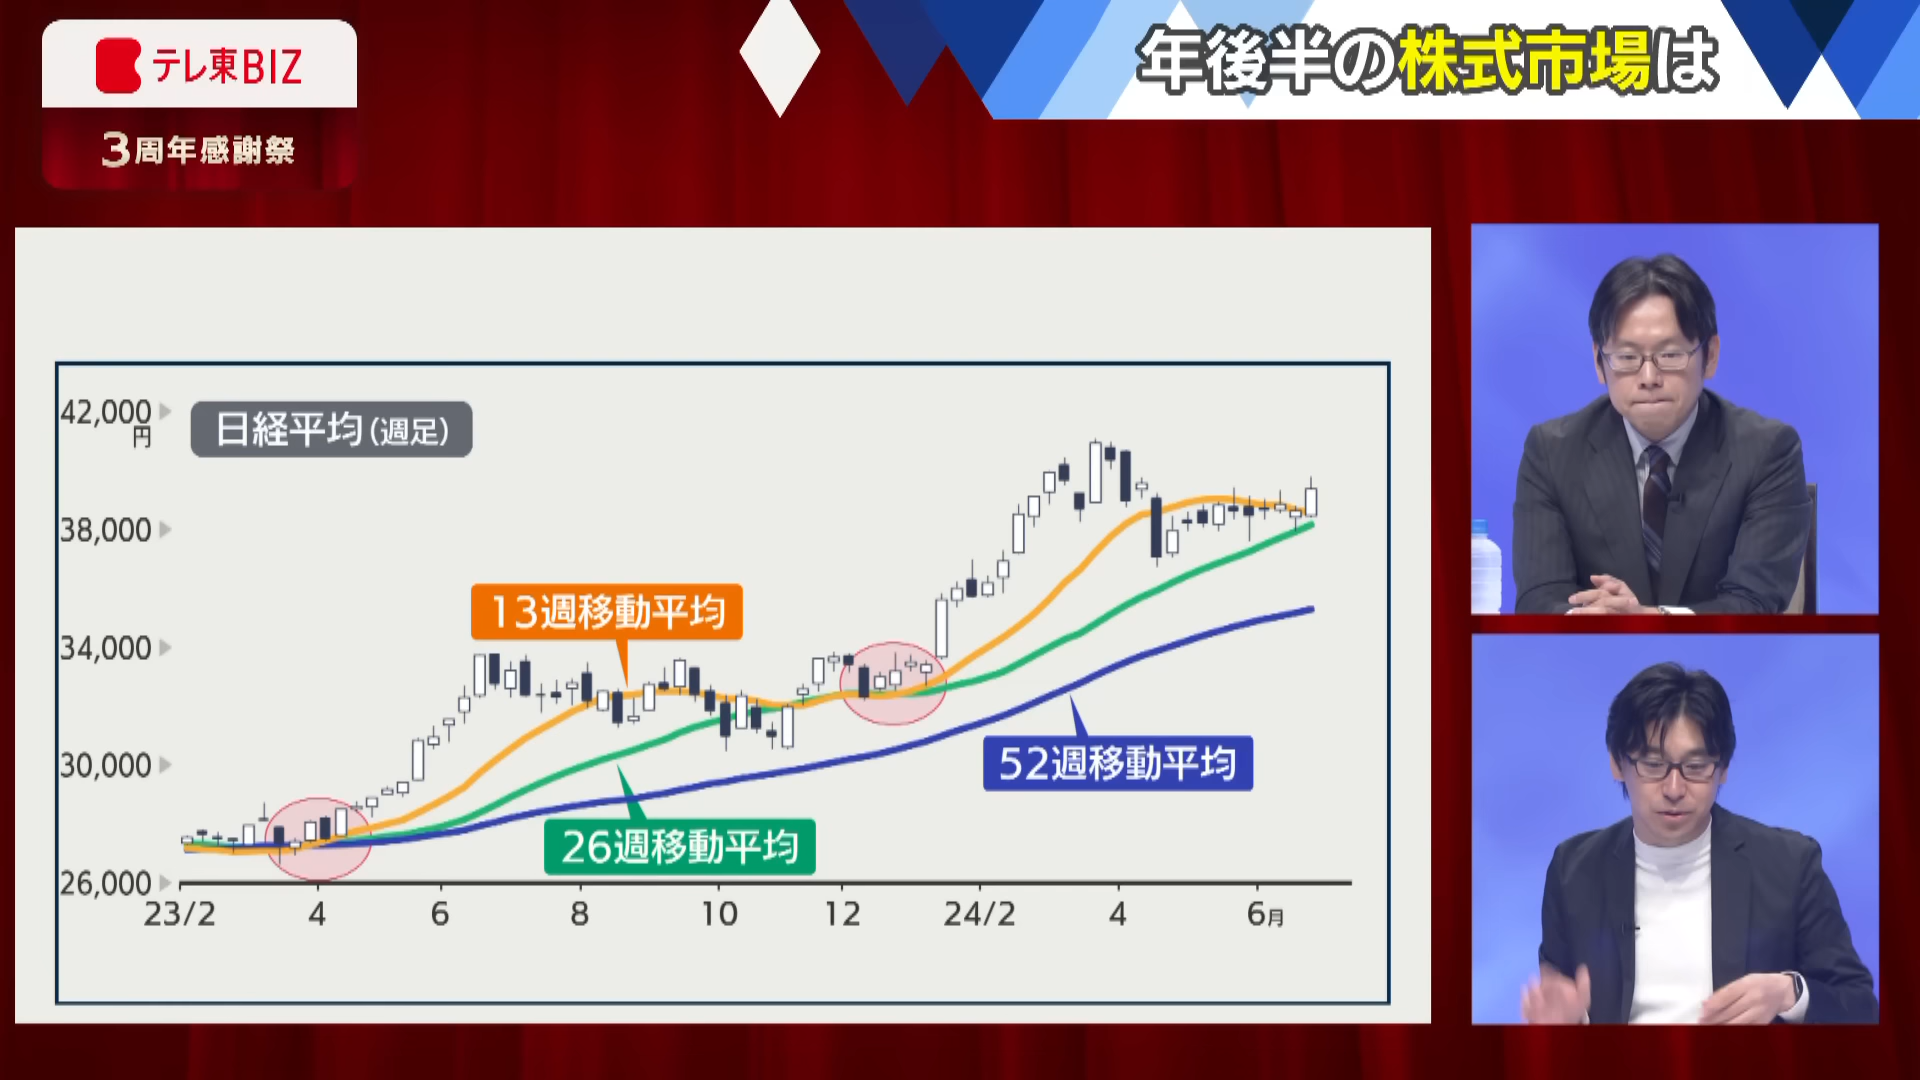 テレ東BIZ
3周年感謝祭
年後半の株式市場は
日経平均(週足)
42,000
円
38,000
34,000
30,000
26,000
13週移動平均
26週移動平均
52週移動平均
23/2 4 6 8 10 12 24/2 4 6月